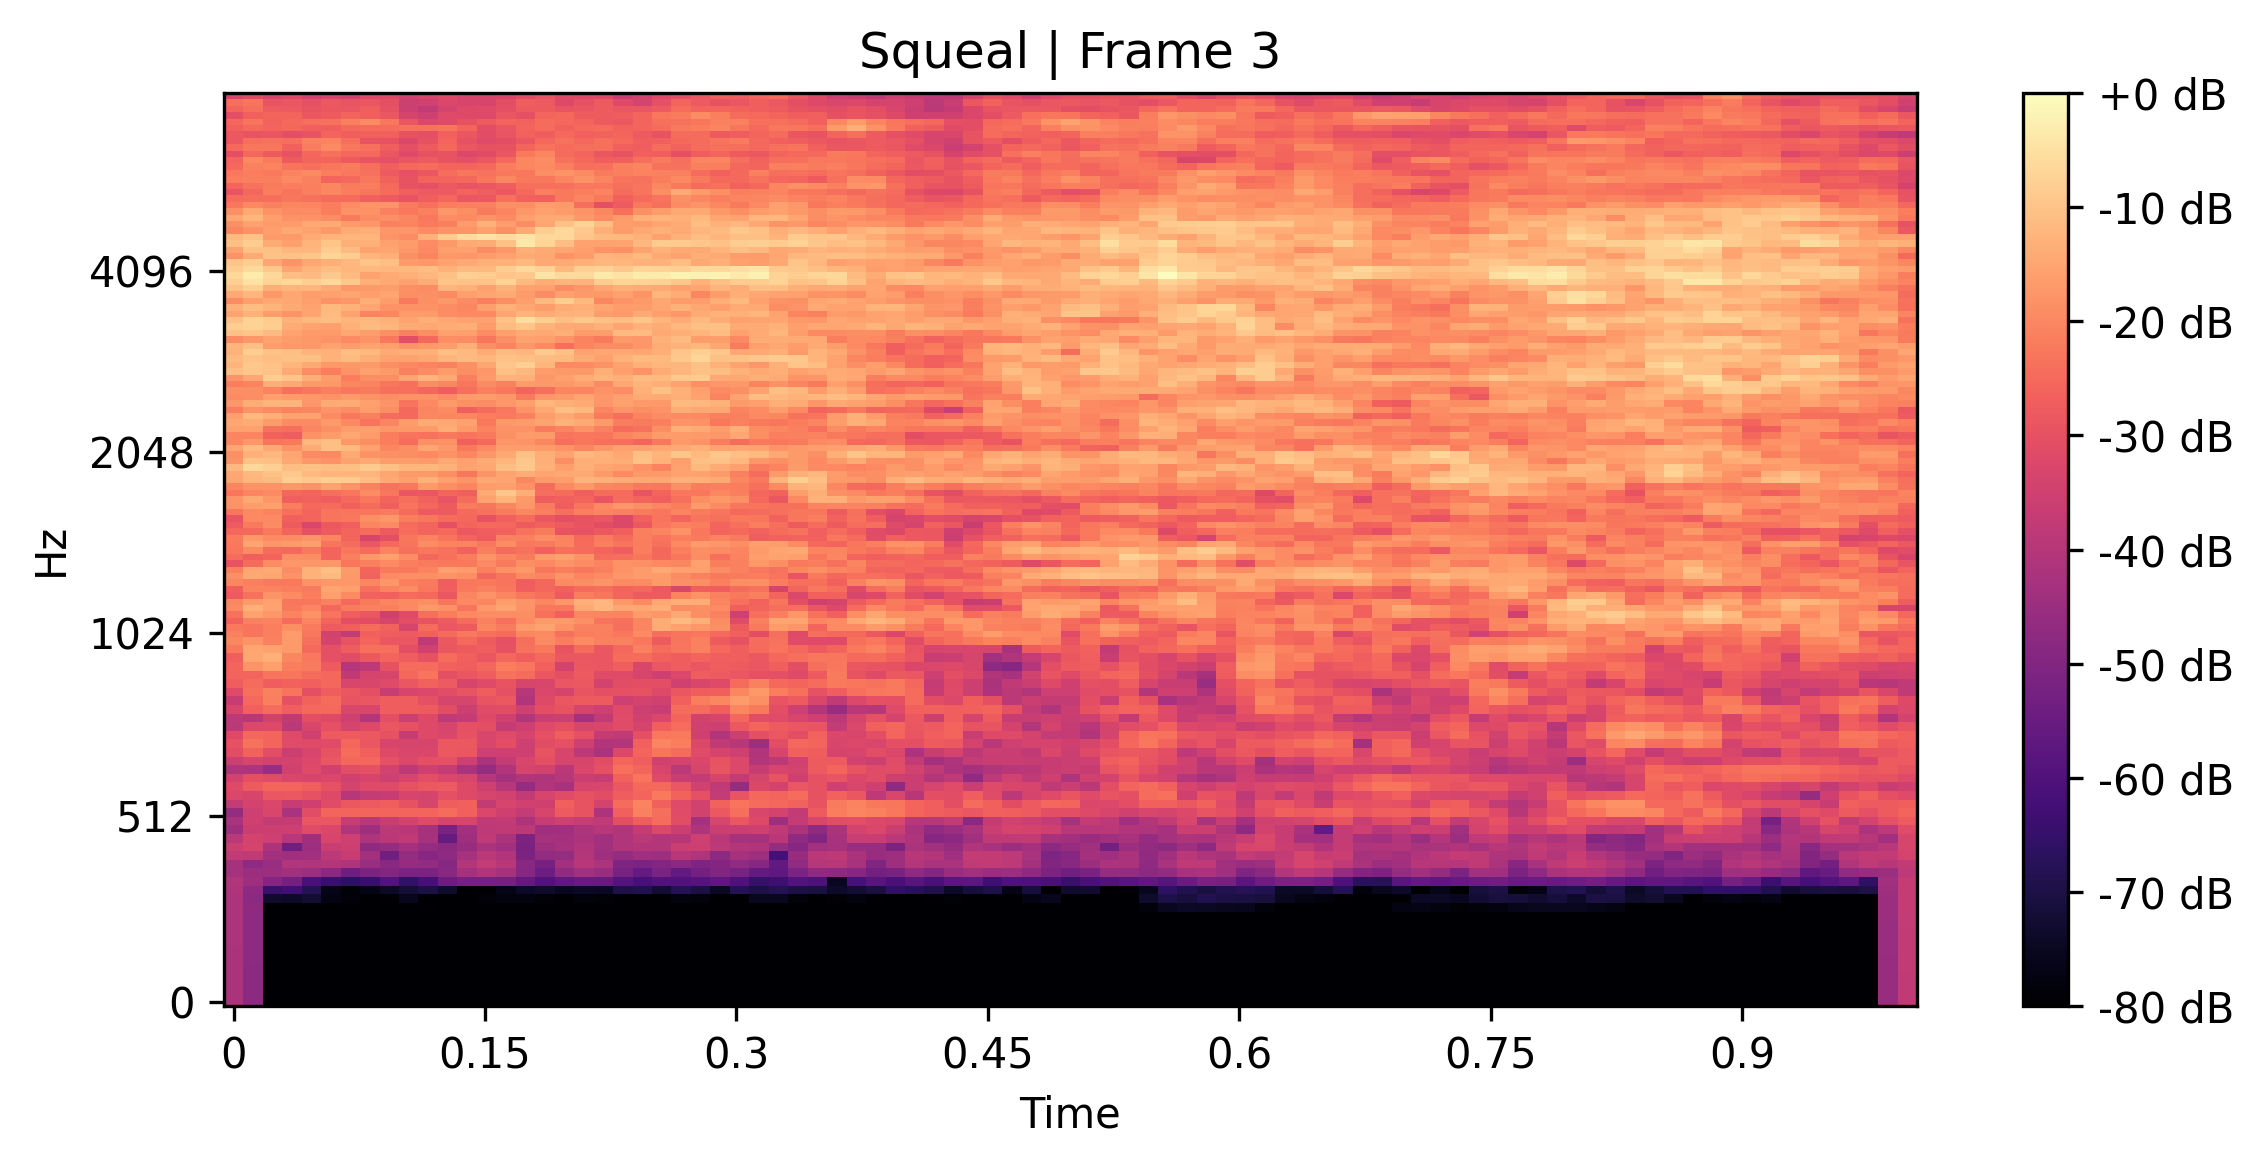 Squeal | Frame 3
+0 dB
-10 dB
-20 dB
-30 dB
-40 dB
-50 dB
-60 dB
-70 dB
-80 dB
Hz
4096
2048
1024
512
0
0 0.15 0.3 0.45 0.6 0.75 0.9
Time